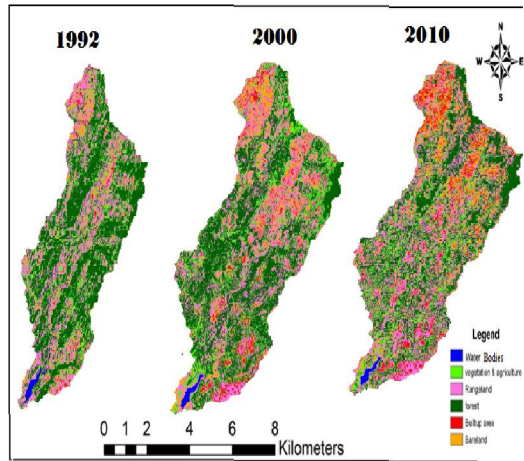 1992
2000
2010
N
W E
S
Legend
Water Bodies
vegetation & agriculture
Rangeland
forest
Builtup area
Bareland
0 1 2 4 6 8
Kilometers